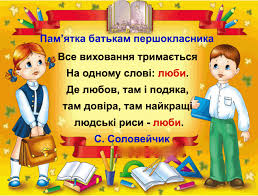 Пам'ятка батькам першокласника
Все виховання тримається
На одному слові: люби.
Де любов, там і подяка,
там довіра, там найкращі
людські риси - люби.
С. Соловейчик